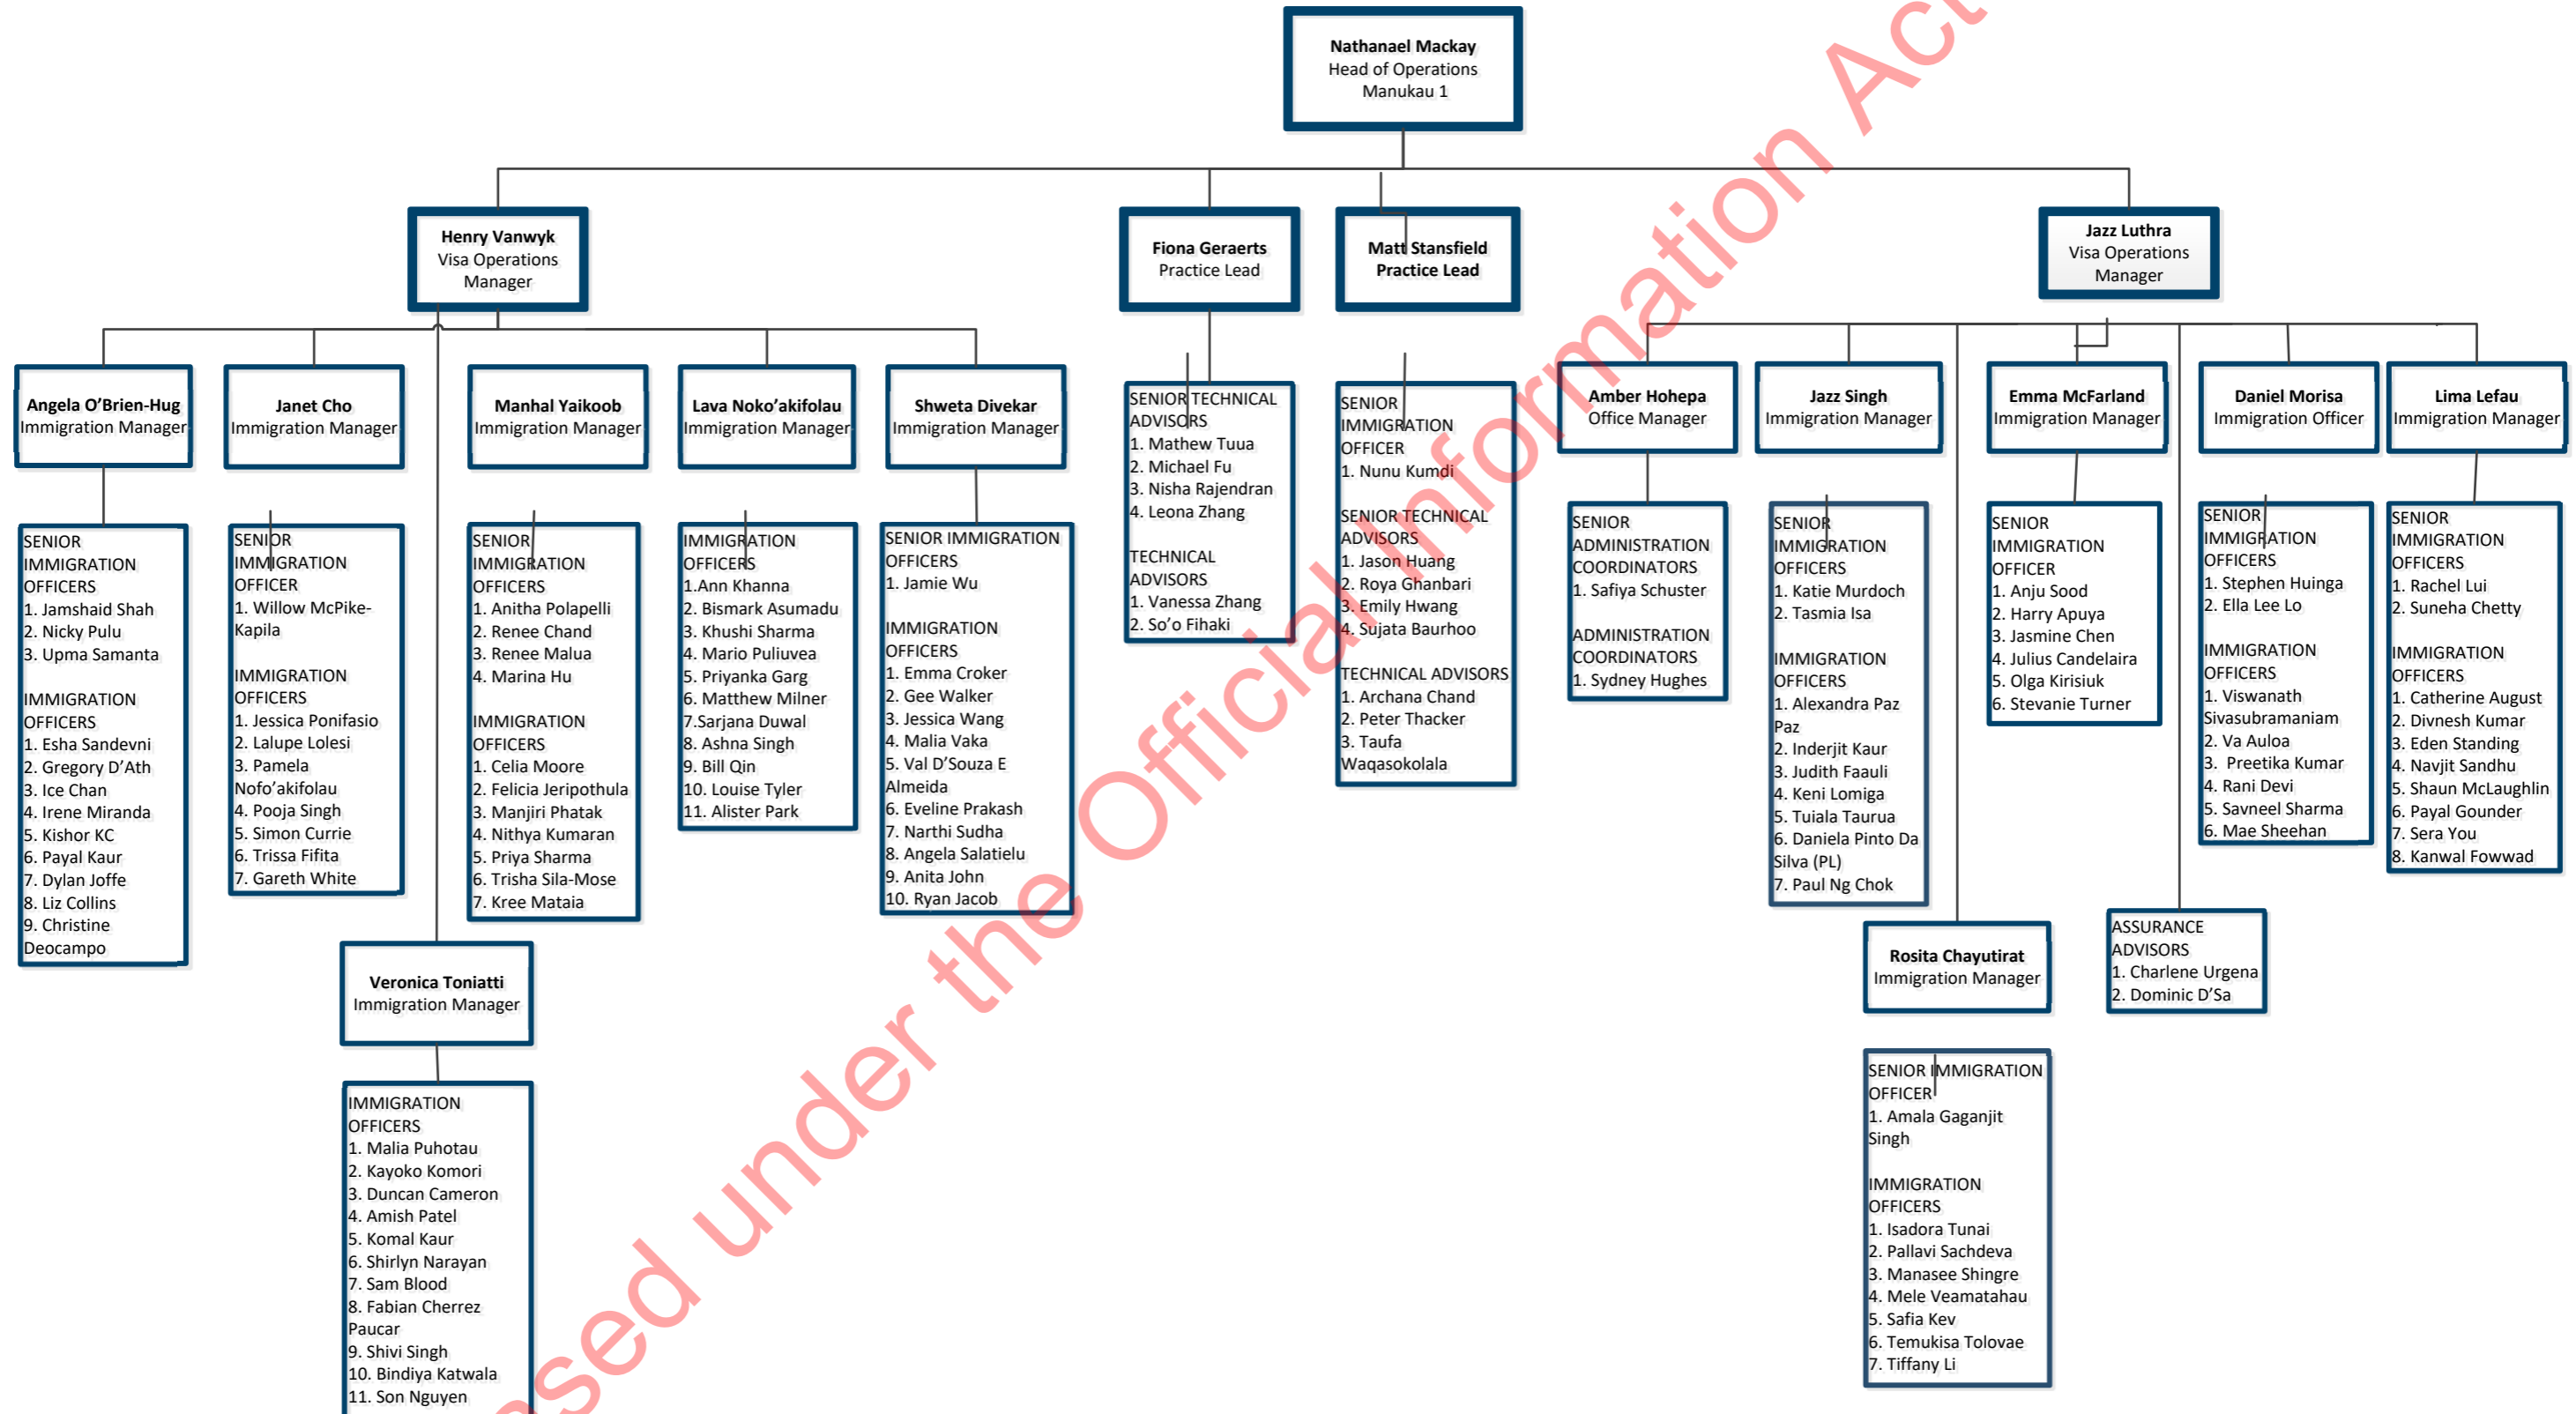 Nathanael Mackay
Head of Operations
Manukau 1
Henry Vanwyk
Visa Operations
Manager
Fiona Geraerts
Practice Lead
Matt Stansfield
Practice Lead
Jazz Luthra
Visa Operations
Manager
Angela O’Brien-Hug
Immigration Manager
Janet Cho
Immigration Manager
Manhal Yaikoob
Immigration Manager
Lava Noko’akifolau
Immigration Manager
Shweta Divekar
Immigration Manager
Amber Hohepa
Office Manager
Jazz Singh
Immigration Manager
Emma McFarland
Immigration Manager
Daniel Morisa
Immigration Officer
Lima Lefau
Immigration Manager
SENIOR
IMMIGRATION
OFFICERS
1. Jamshaid Shah
2. Nicky Pulu
3. Upma Samanta
IMMIGRATION
OFFICERS
1. Esha Sandevni
2. Gregory D’Ath
3. Ice Chan
4. Irene Miranda
5. Kishor KC
6. Payal Kaur
7. Dylan Joffe
8. Liz Collins
9. Christine
Deocampo
SENIOR
IMMIGRATION
OFFICER
1. Willow McPike-
Kapila
IMMIGRATION
OFFICERS
1. Jessica Ponifasio
2. Lalupe Lolesi
3. Pamela
Nofo’akifolau
4. Pooja Singh
5. Simon Currie
6. Trissa Fifita
7. Gareth White
SENIOR
IMMIGRATION
OFFICERS
1. Anitha Polapelli
2. Renee Chand
3. Renee Malua
4. Marina Hu
IMMIGRATION
OFFICERS
1. Celia Moore
2. Felicia Jeripothula
3. Manjiri Phatak
4. Nithya Kumaran
5. Priya Sharma
6. Trisha Sila-Mose
7. Kree Mataia
IMMIGRATION
OFFICERS
1.Ann Khanna
2. Bismark Asumadu
3. Khushi Sharma
4. Mario Puliuvea
5. Priyanka Garg
6. Matthew Milner
7.Sarjana Duwal
8. Ashna Singh
9. Bill Qin
10. Louise Tyler
11. Alister Park
SENIOR IMMIGRATION
OFFICERS
1. Jamie Wu
IMMIGRATION
OFFICERS
1. Emma Croker
2. Gee Walker
3. Jessica Wang
4. Malia Vaka
5. Val D’Souza E
Almeida
6. Eveline Prakash
7. Narthi Sudha
8. Angela Salatielu
9. Anita John
10. Ryan Jacob
SENIOR TECHNICAL
ADVISORS
1. Mathew Tuua
2. Michael Fu
3. Nisha Rajendran
4. Leona Zhang
TECHNICAL
ADVISORS
1. Vanessa Zhang
2. So’o Fihaki
SENIOR
IMMIGRATION
OFFICER
1. Nunu Kumdi
SENIOR TECHNICAL
ADVISORS
1. Jason Huang
2. Roya Ghanbari
3. Emily Hwang
4. Sujata Baurhoo
TECHNICAL ADVISORS
1. Archana Chand
2. Peter Thacker
3. Taufa
Waqasokolala
SENIOR
ADMINISTRATION
COORDINATORS
1. Safiya Schuster
ADMINISTRATION
COORDINATORS
1. Sydney Hughes
SENIOR
IMMIGRATION
OFFICERS
1. Katie Murdoch
2. Tasmia Isa
IMMIGRATION
OFFICERS
1. Alexandra Paz
Paz
2. Inderjit Kaur
3. Judith Faauli
4. Keni Lomiga
5. Tuiala Taurua
6. Daniela Pinto Da
Silva (PL)
7. Paul Ng Chok
SENIOR
IMMIGRATION
OFFICER
1. Anju Sood
2. Harry Apuya
3. Jasmine Chen
4. Julius Candelaira
5. Olga Kirisiuk
6. Stevanie Turner
SENIOR
IMMIGRATION
OFFICERS
1. Stephen Huinga
2. Ella Lee Lo
IMMIGRATION
OFFICERS
1. Viswanath
Sivasubramaniam
2. Va Auloa
3.  Preetika Kumar
4. Rani Devi
5. Savneel Sharma
6. Mae Sheehan
SENIOR
IMMIGRATION
OFFICERS
1. Rachel Lui
2. Suneha Chetty
IMMIGRATION
OFFICERS
1. Catherine August
2. Divnesh Kumar
3. Eden Standing
4. Navjit Sandhu
5. Shaun McLaughlin
6. Payal Gounder
7. Sera You
8. Kanwal Fowwad
Veronica Toniatti
Immigration Manager
Rosita Chayutirat
Immigration Manager
ASSURANCE
ADVISORS
1. Charlene Urgena
2. Dominic D’Sa
IMMIGRATION
OFFICERS
1. Malia Puhotau
2. Kayoko Komori
3. Duncan Cameron
4. Amish Patel
5. Komal Kaur
6. Shirlyn Narayan
7. Sam Blood
8. Fabian Cherrez
Paucar
9. Shivi Singh
10. Bindiya Katwala
11. Son Nguyen
SENIOR IMMIGRATION
OFFICER
1. Amala Gaganjit
Singh
IMMIGRATION
OFFICERS
1. Isadora Tunai
2. Pallavi Sachdeva
3. Manasee Shingre
4. Mele Veamatahau
5. Safia Kev
6. Temukisa Tolovae
7. Tiffany Li
ased under the Official Information Act